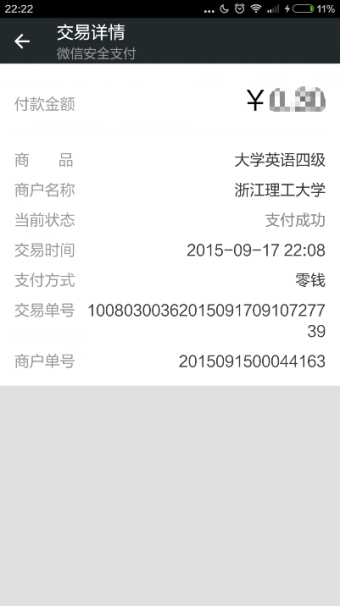 22:22
11%
交易详情
微信安全支付
付款金额 ¥
商 品 大学英语四级
商户名称 浙江理工大学
当前状态 支付成功
交易时间 2015-09-17 22:08
支付方式 零钱
交易单号 10080300362015091709107277
39
商户单号 2015091500044163